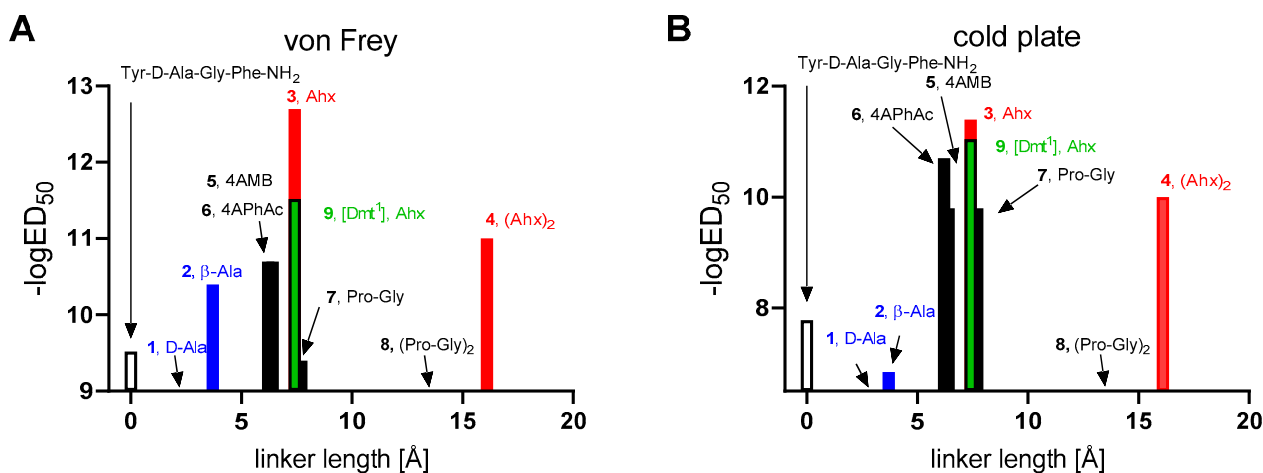 A
von Frey
Tyr-D-Ala-Gly-Phe-NH₂
3, Ahx
5, 4AMB
6, 4APhAc
9, [Dmt¹], Ahx
4, (Ahx)₂
2, β-Ala
7, Pro-Gly
1, D-Ala
8, (Pro-Gly)₂
-logED₅₀
13
12
11
10
9
0 5 10 15 20
linker length [Å]
B
cold plate
Tyr-D-Ala-Gly-Phe-NH₂
5, 4AMB
6, 4APhAc
3, Ahx
9, [Dmt¹], Ahx
7, Pro-Gly
4, (Ahx)₂
2, β-Ala
1, D-Ala
8, (Pro-Gly)₂
-logED₅₀
12
10
8
0 5 10 15 20
linker length [Å]